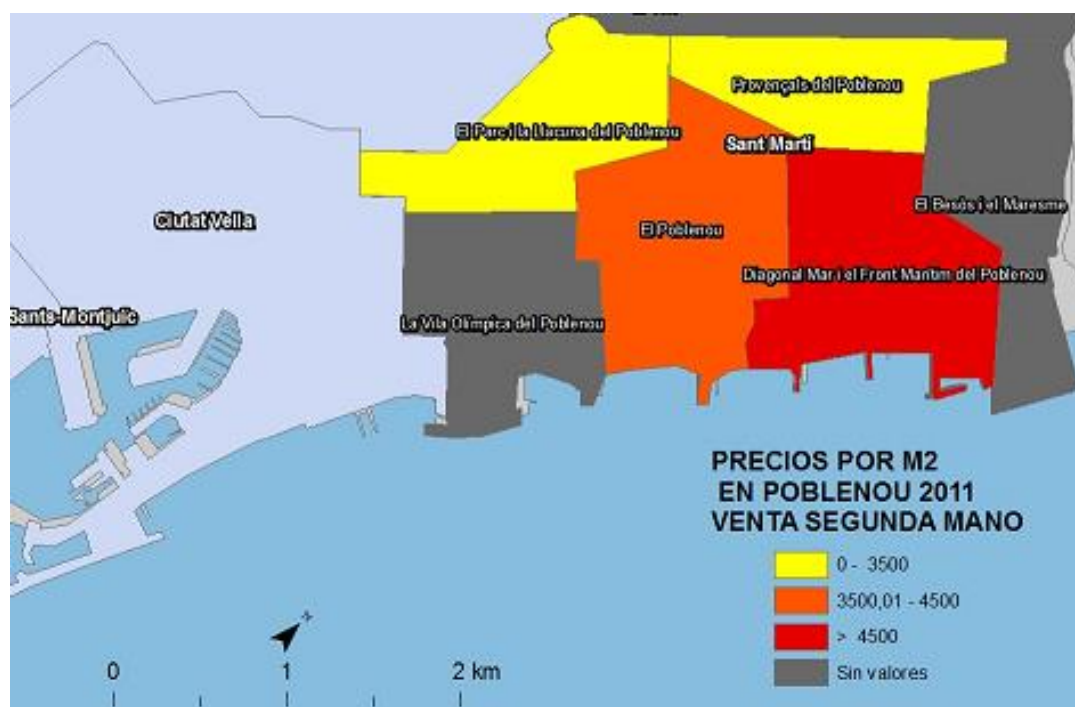 Provençals del Poblenou
El Parc i la Llacuna del Poblenou
Sant Martí
El Besòs i el Maresme
Ciutat Vella
El Poblenou
Diagonal Mar i el Front Marítim del Poblenou
Sants-Montjuïc
La Vila Olímpica del Poblenou
PRECIOS POR M2
EN POBLENOU 2011
VENTA SEGUNDA MANO
0 - 3500
3500,01 - 4500
> 4500
Sin valores
N
0 1 2 km